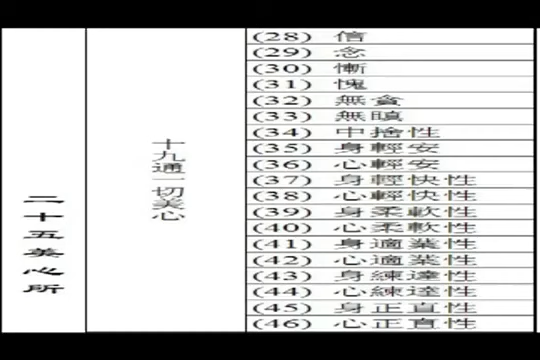 二十五美心所
十九通一切美心
(28) 信
(29) 念
(30) 慚
(31) 愧
(32) 無貪
(33) 無瞋
(34) 中捨性
(35) 身輕安
(36) 心輕安
(37) 身輕快性
(38) 心輕快性
(39) 身柔軟性
(40) 心柔軟性
(41) 身適業性
(42) 心適業性
(43) 身練達性
(44) 心練達性
(45) 身正直性
(46) 心正直性